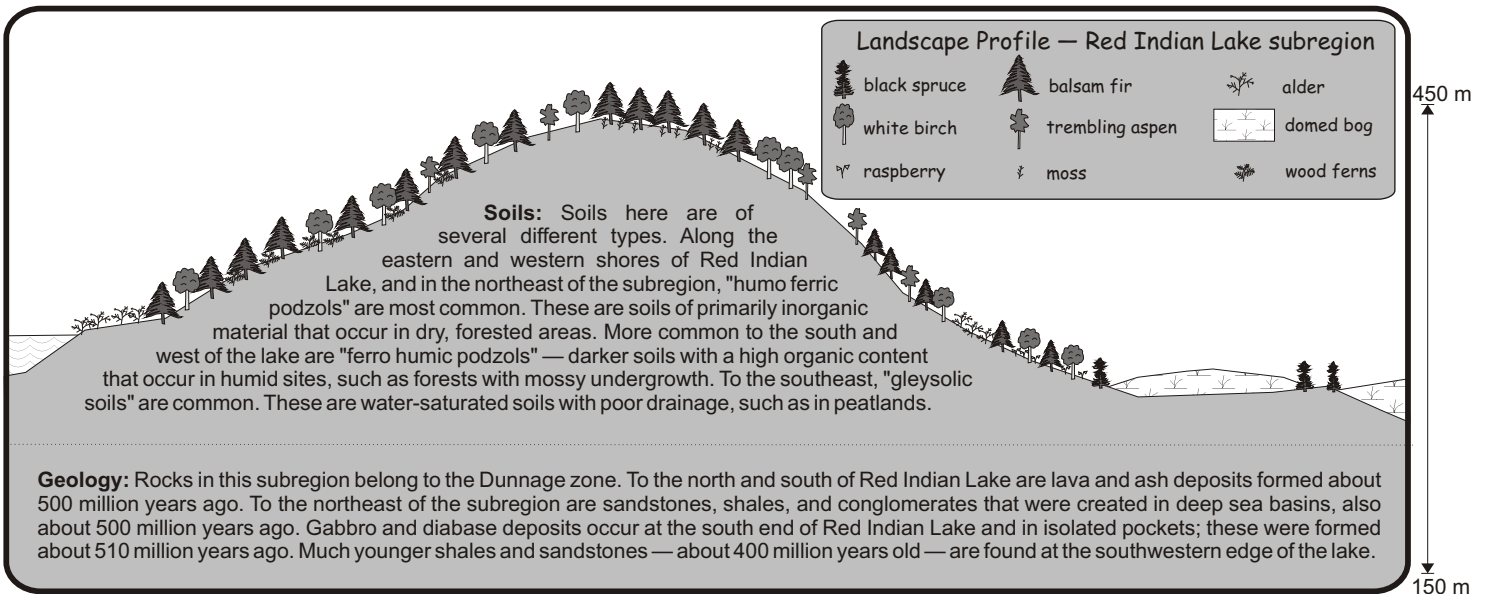 Landscape Profile — Red Indian Lake subregion
black spruce
balsam fir
alder
white birch
trembling aspen
domed bog
raspberry
moss
wood ferns
450 m
Soils: Soils here are of
several different types. Along the
eastern and western shores of Red Indian
Lake, and in the northeast of the subregion, "humo ferric
podzols" are most common. These are soils of primarily inorganic
material that occur in dry, forested areas. More common to the south and
west of the lake are "ferro humic podzols" — darker soils with a high organic content
that occur in humid sites, such as forests with mossy undergrowth. To the southeast, "gleysolic
soils" are common. These are water-saturated soils with poor drainage, such as in peatlands.
Geology: Rocks in this subregion belong to the Dunnage zone. To the north and south of Red Indian Lake are lava and ash deposits formed about
500 million years ago. To the northeast of the subregion are sandstones, shales, and conglomerates that were created in deep sea basins, also
about 500 million years ago. Gabbro and diabase deposits occur at the south end of Red Indian Lake and in isolated pockets; these were formed
about 510 million years ago. Much younger shales and sandstones — about 400 million years old — are found at the southwestern edge of the lake.
150 m